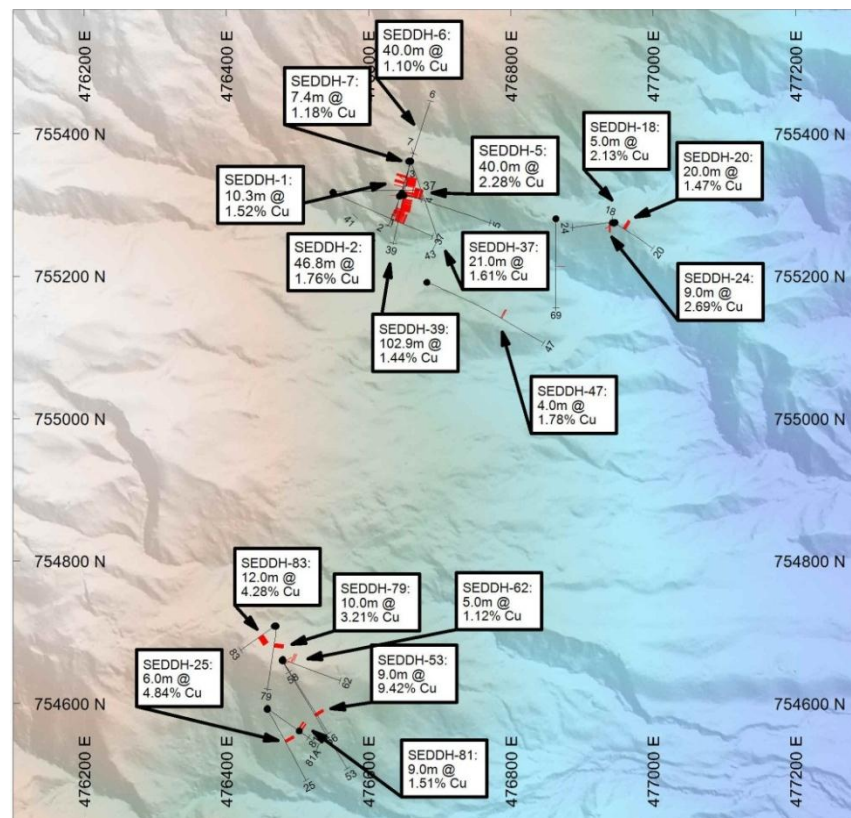 476200 E
476400 E
476800 E
477000 E
477200 E
SEDDH-6:
40.0m @
1.10% Cu
SEDDH-7:
7.4m @
1.18% Cu
6
755400 N
755400 N
7
SEDDH-18:
5.0m @
2.13% Cu
SEDDH-5:
40.0m @
2.28% Cu
SEDDH-20:
20.0m @
1.47% Cu
SEDDH-1:
10.3m @
1.52% Cu
3
37
4
41
2
5
39
37
43
24
18
20
SEDDH-2:
46.8m @
1.76% Cu
SEDDH-37:
21.0m @
1.61% Cu
SEDDH-24:
9.0m @
2.69% Cu
755200 N
755200 N
69
SEDDH-39:
102.9m @
1.44% Cu
47
SEDDH-47:
4.0m @
1.78% Cu
755000 N
755000 N
754800 N
754800 N
SEDDH-83:
12.0m @
4.28% Cu
SEDDH-79:
10.0m @
3.21% Cu
SEDDH-62:
5.0m @
1.12% Cu
83
SEDDH-25:
6.0m @
4.84% Cu
SEDDH-53:
9.0m @
9.42% Cu
62
79
754600 N
754600 N
81A
25
53
SEDDH-81:
9.0m @
1.51% Cu
476200 E
476400 E
476600 E
476800 E
477000 E
477200 E